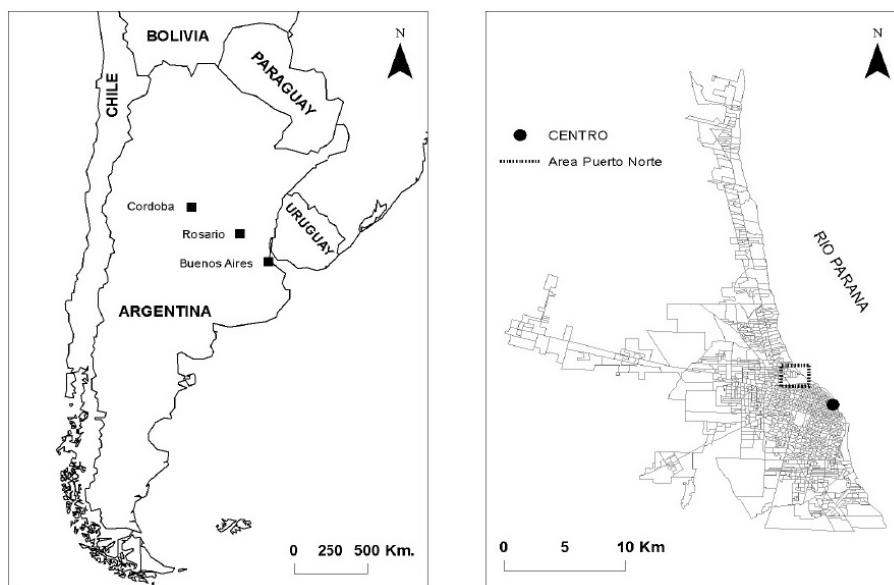 BOLIVIA
N
PARAGUAY
CHILE
Cordoba
URUGUAY
Rosario
Buenos Aires
ARGENTINA
0 250 500 Km.
N
CENTRO
Area Puerto Norte
RIO PARANA
0 5 10 Km